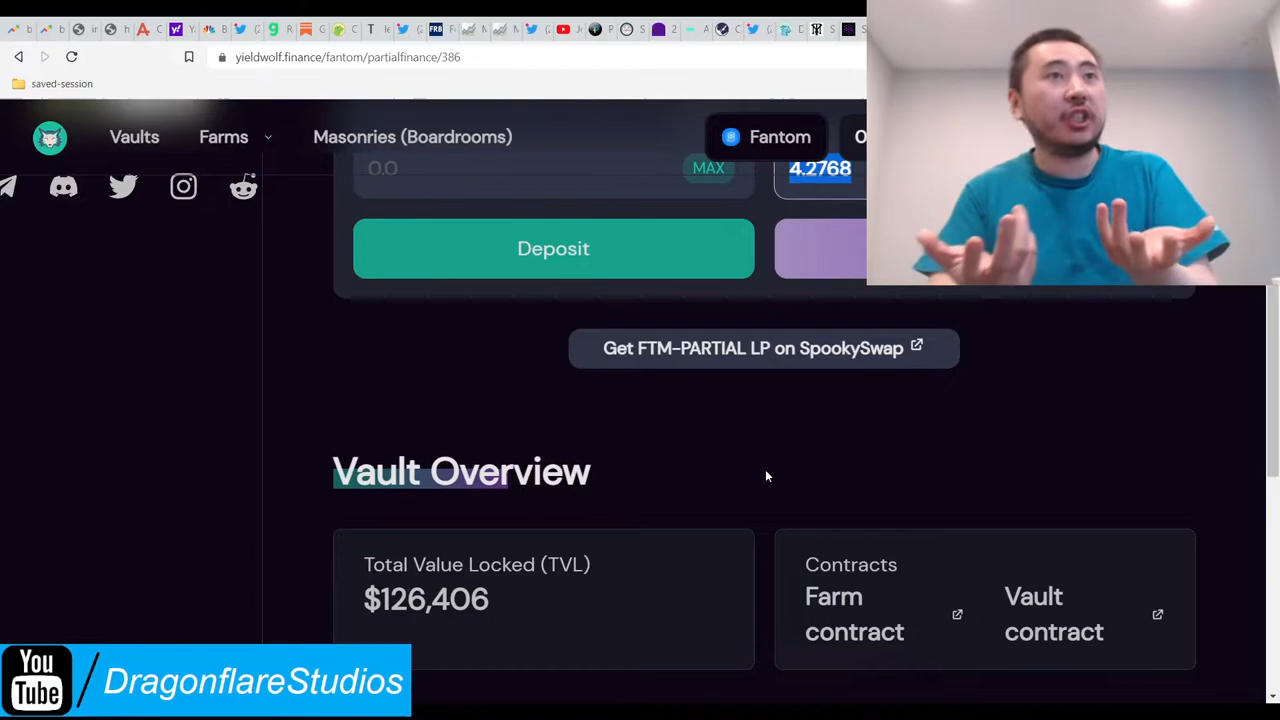 yieldwolf.finance/fantom/partialfinance/386
saved-session
Vaults Farms Masonries (Boardrooms) Fantom 0
0.0 MAX 4.2768
Deposit
Get FTM-PARTIAL LP on SpookySwap
Vault Overview
Total Value Locked (TVL)
$126,406
Contracts
Farm
contract
Vault
contract
You
Tube
/ DragonflareStudios